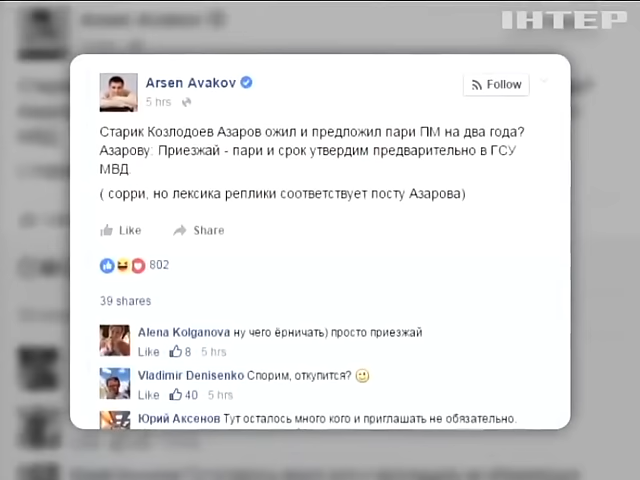 ІНТЕР
Arsen Avakov
5 hrs
Follow
Старик Козлодоев Азаров ожил и предложил пари ПМ на два года?
Азарову: Приезжай - пари и срок утвердим предварительно в ГСУ
МВД.
( сорри, но лексика реплики соответствует посту Азарова)
Like Share
802
39 shares
Alena Kolganova ну чего ёрничать) просто приезжай
Like 8 5 hrs
Vladimir Denisenko Спорим, откупится?
Like 40 5 hrs
Юрий Аксенов Тут осталось много кого и приглашать не обязательно.